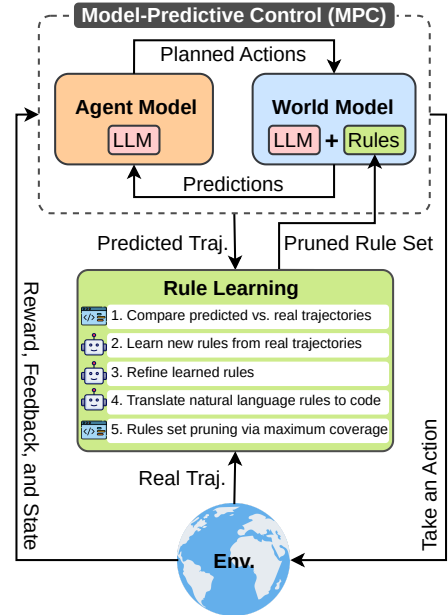 Model-Predictive Control (MPC)
Planned Actions
Agent Model
LLM
World Model
LLM + Rules
Predictions
Predicted Traj.
Pruned Rule Set
Rule Learning
1. Compare predicted vs. real trajectories
2. Learn new rules from real trajectories
3. Refine learned rules
4. Translate natural language rules to code
5. Rules set pruning via maximum coverage
Real Traj.
Env.
Reward, Feedback, and State
Take an Action